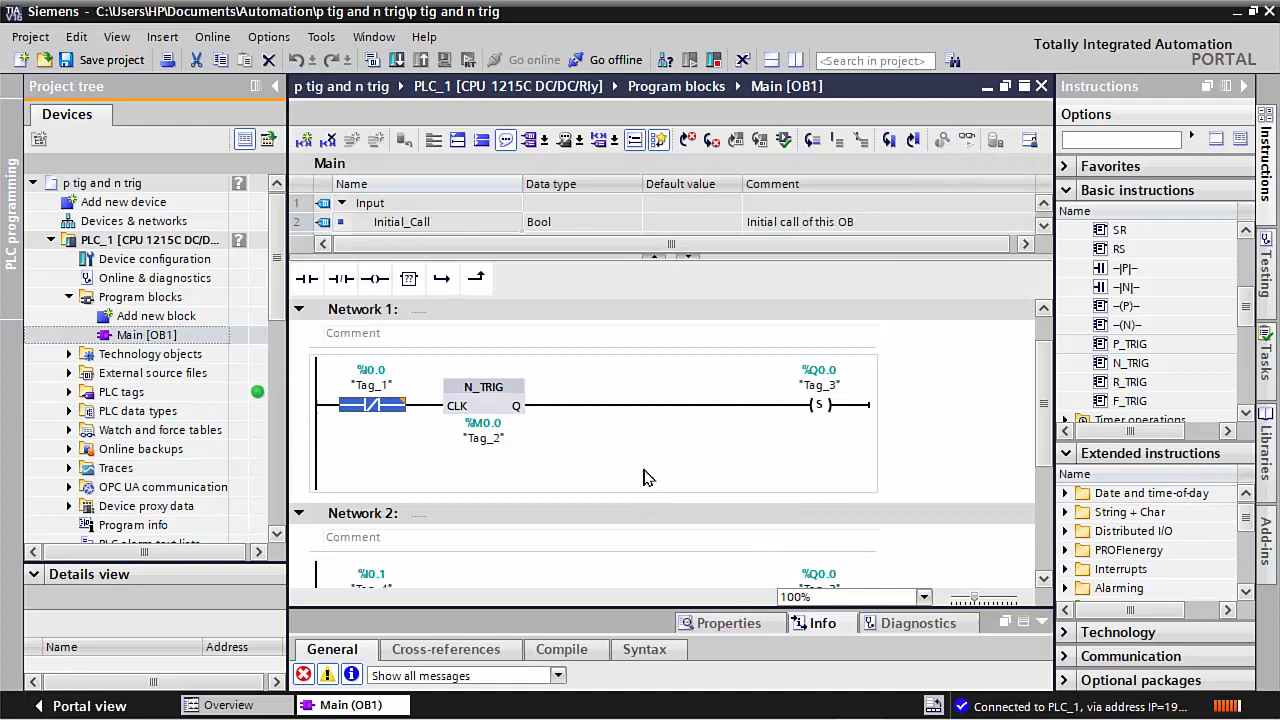 Siemens - C:\Users\HP\Documents\Automation\p tig and n trig\p tig and n trig
Project Edit View Insert Online Options Tools Window Help
Totally Integrated Automation
PORTAL
Save project
Go online
Go offline
<Search in project>
Project tree
p tig and n trig PLC_1 [CPU 1215C DC/DC/Rly] Program blocks Main [OB1]
Instructions
Devices
Options
PLC programming
Main
Name Data type Default value Comment
1 Input
2 Initial_Call Bool Initial call of this OB
p tig and n trig
Add new device
Devices & networks
PLC_1 [CPU 1215C DC/D...
Device configuration
Online & diagnostics
Program blocks
Add new block
Main [OB1]
Technology objects
External source files
PLC tags
PLC data types
Watch and force tables
Online backups
Traces
OPC UA communication
Device proxy data
Program info
PLC alarm text lists
Details view
Name Address
Network 1: .....
Comment
%I0.0
"Tag_1"
N_TRIG
CLK Q
%M0.0
"Tag_2"
%Q0.0
"Tag_3"
S
Network 2: .....
Comment
%I0.1
%Q0.0
100%
Properties Info Diagnostics
General Cross-references Compile Syntax
Show all messages
Favorites
Basic instructions
Name
SR
RS
-|P|-
-|N|-
-(P)-
-(N)-
P_TRIG
N_TRIG
R_TRIG
F_TRIG
Timer operations
Extended instructions
Name
Date and time-of-day
String + Char
Distributed I/O
PROFIenergy
Interrupts
Alarming
Technology
Communication
Optional packages
Instructions
Testing
Tasks
Libraries
Add-ins
Portal view
Overview
Main (OB1)
Connected to PLC_1, via address IP=19...